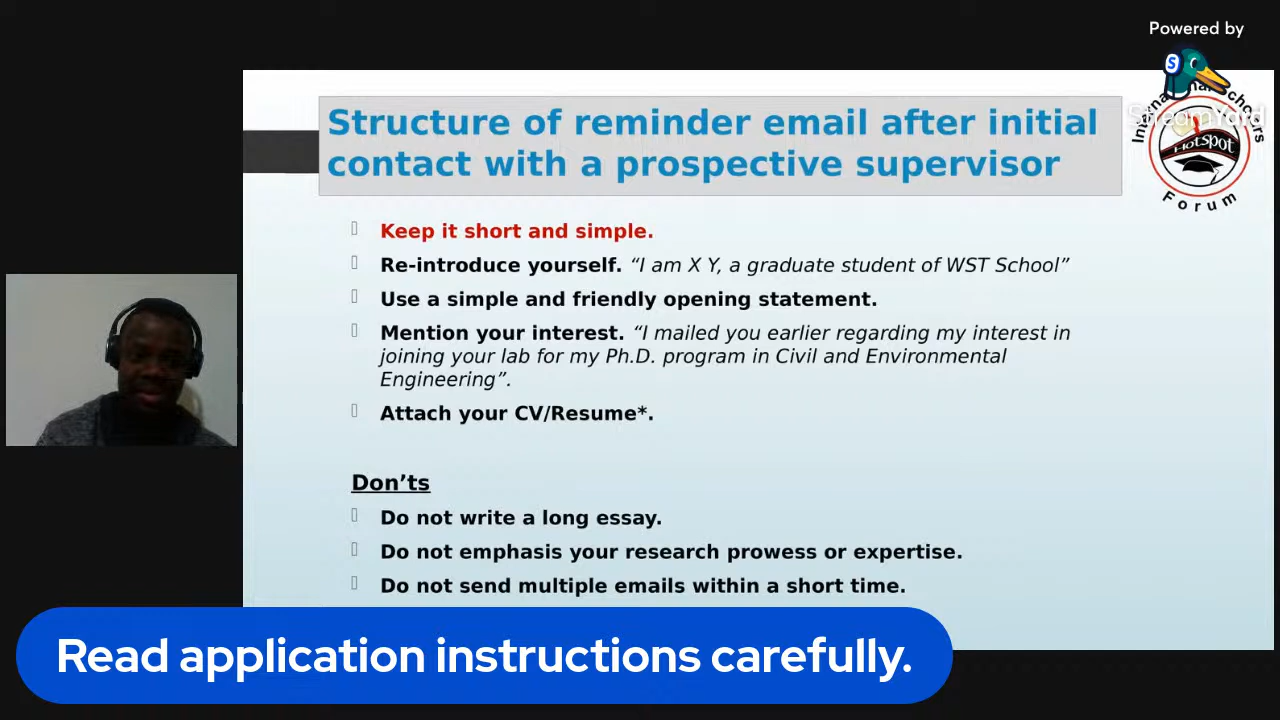 Powered by
StreamYard
International Scholars
HotSpot
Forum
Structure of reminder email after initial
contact with a prospective supervisor
Keep it short and simple.
Re-introduce yourself. “I am X Y, a graduate student of WST School”
Use a simple and friendly opening statement.
Mention your interest. “I mailed you earlier regarding my interest in
joining your lab for my Ph.D. program in Civil and Environmental
Engineering”.
Attach your CV/Resume*.
Don’ts
Do not write a long essay.
Do not emphasis your research prowess or expertise.
Do not send multiple emails within a short time.
Read application instructions carefully.